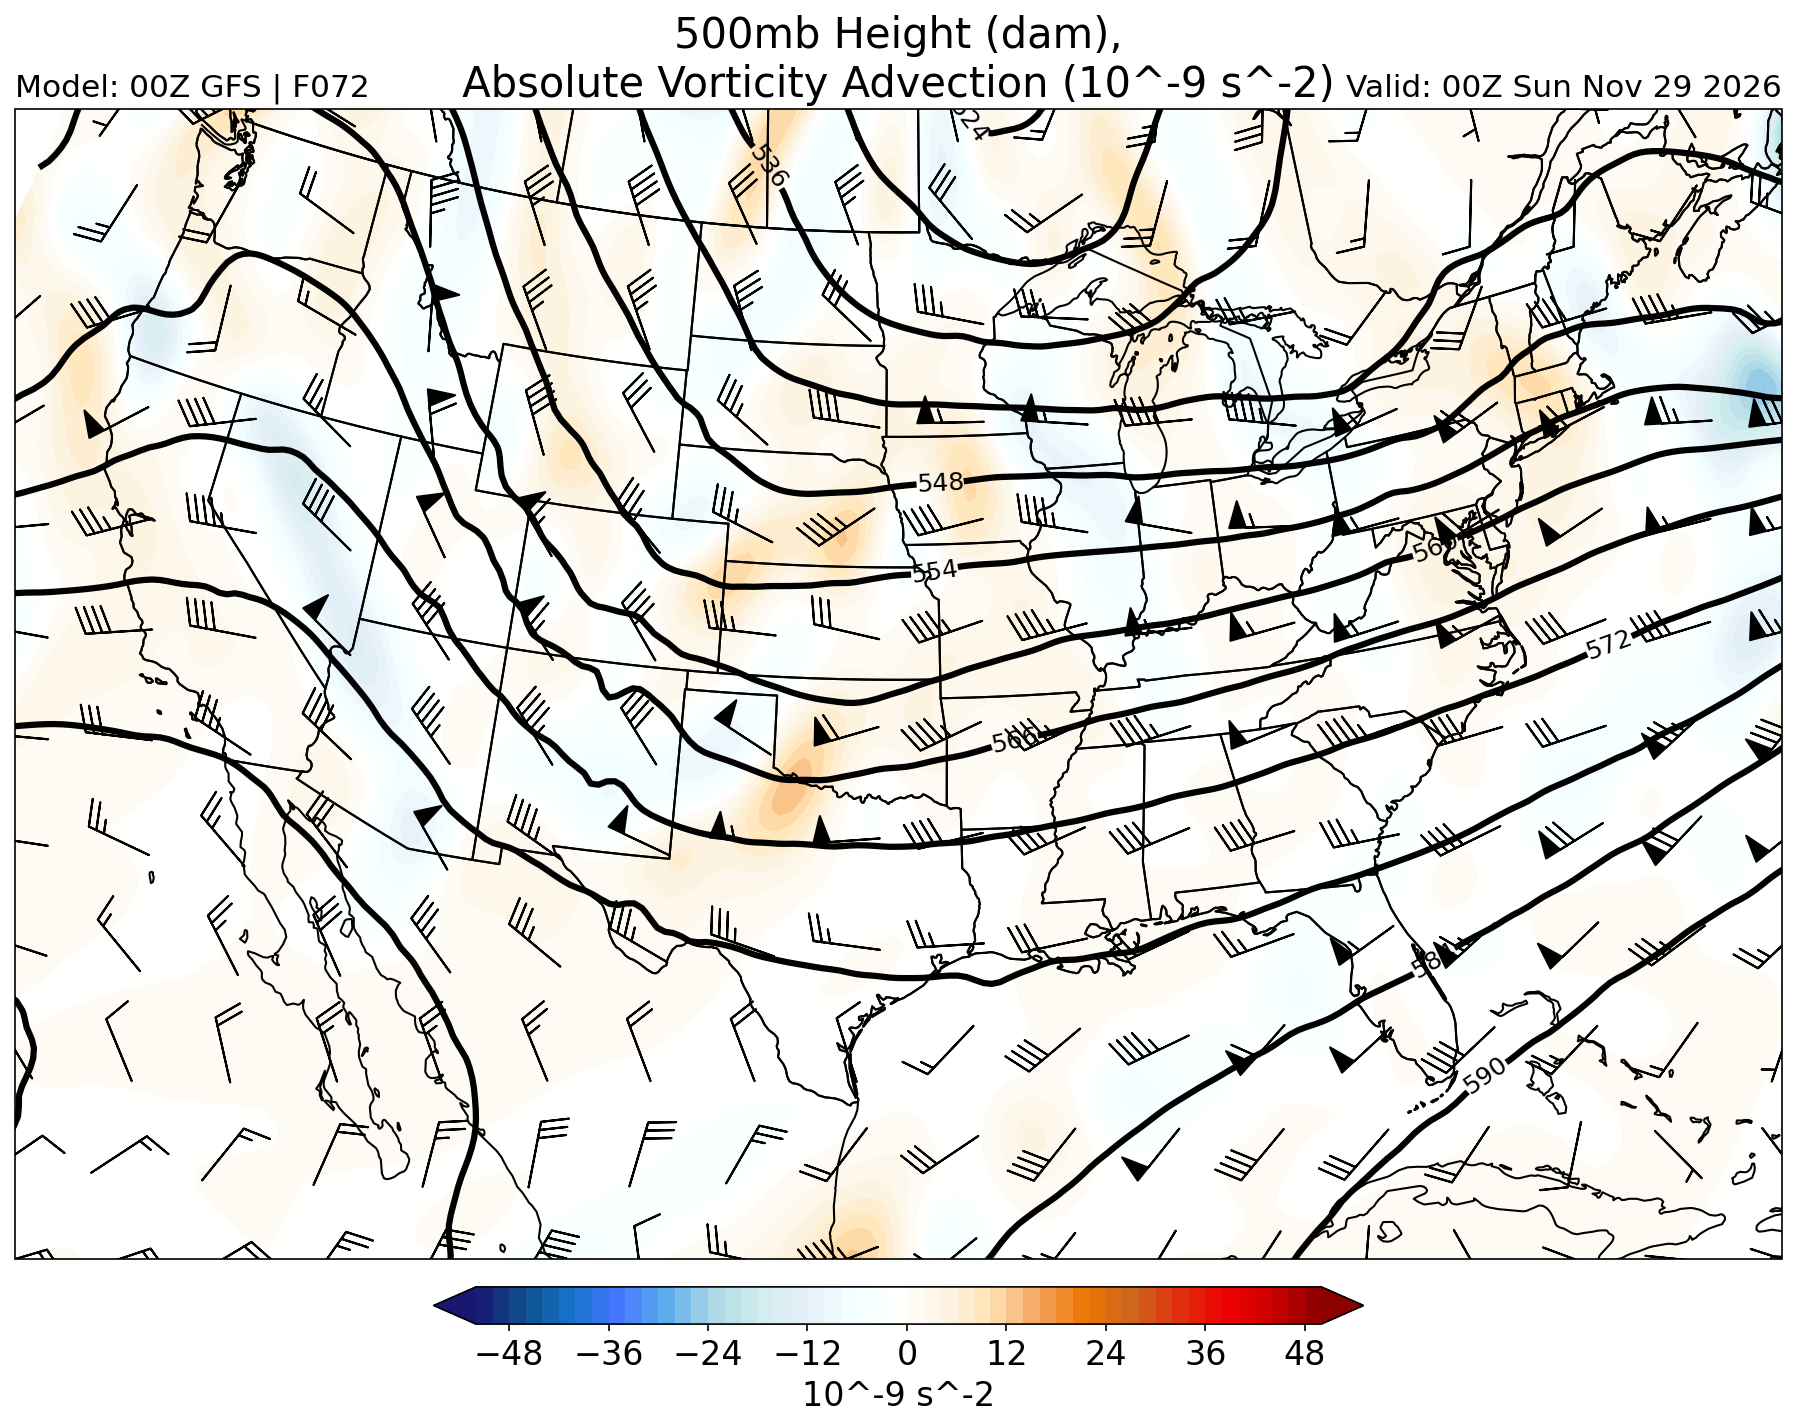 500mb Height (dam),
Model: 00Z GFS | F072
Absolute Vorticity Advection (10^-9 s^-2)
Valid: 00Z Sun Nov 29 2026
536
548
554
566
572
590
−48 −36 −24 −12 0 12 24 36 48
10^-9 s^-2